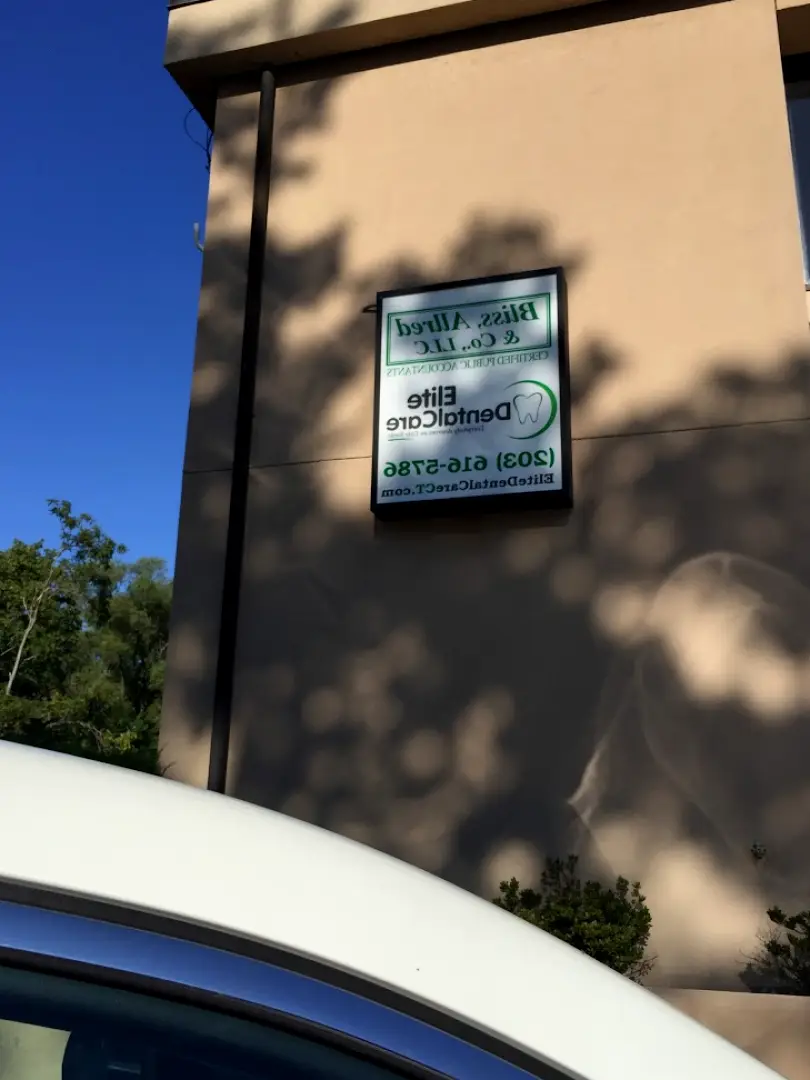 Bliss, Allred
& Co., LLC
CERTIFIED PUBLIC ACCOUNTANTS
Elite
DentalCare
(203) 616-5786
EliteDentalCareCT.com